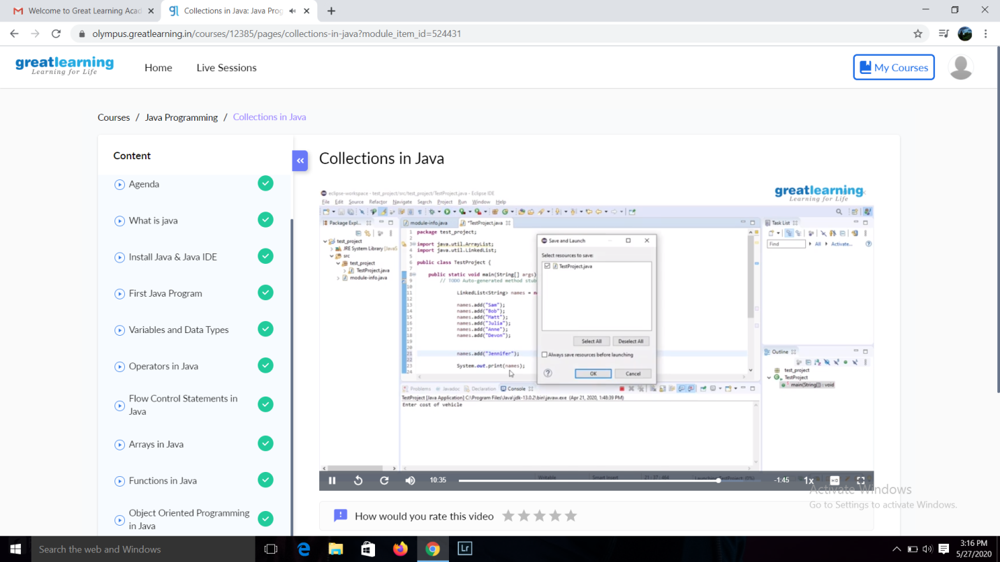 Welcome to Great Learning Acad
Collections in Java: Java Prog
olympus.greatlearning.in/courses/12385/pages/collections-in-java?module_item_id=524431
greatlearning
Learning for Life
Home
Live Sessions
My Courses
Courses / Java Programming / Collections in Java
Content
Agenda
What is java
Install Java & Java IDE
First Java Program
Variables and Data Types
Operators in Java
Flow Control Statements in
Java
Arrays in Java
Functions in Java
Object Oriented Programming
in Java
Collections in Java
eclipse-workspace - test_project/src/test_project/TestProject.java - Eclipse IDE
greatlearning
Learning for Life
File Edit Source Refactor Navigate Search Project Run Window Help
Package Expl...
test_project
JRE System Library [JavaS
src
test_project
TestProject.java
module-info.java
module-info.java
*TestProject.java
1 package test_project;
2
3 import java.util.ArrayList;
4 import java.util.LinkedList;
5
6 public class TestProject {
7
8 public static void main(String[] args)
9 // TODO Auto-generated method stub
10
11 LinkedList<String> names = n
12
13 names.add("Sam");
14 names.add("Bob");
15 names.add("Matt");
16 names.add("Julia");
17 names.add("Anne");
18 names.add("Devon");
19
20
21 names.add("Jennifer");
22
23 System.out.print(names);
24
Save and Launch
Select resources to save:
TestProject.java
Select All
Deselect All
Always save resources before launching
OK
Cancel
Task List
Find
All
Activate...
Outline
test_project
TestProject
main(String[]) : void
Problems Javadoc Declaration Console
TestProject [Java Application] C:\Program Files\Java\jdk-13.0.2\bin\javaw.exe (Apr 21, 2020, 1:48:39 PM)
Enter cost of vehicle
Writable
Smart Insert
21 : 37 : 464
Launching TestProject: (0%)
10:35
-1:45
1x
HD
Activate Windows
Go to Settings to activate Windows.
How would you rate this video
Search the web and Windows
Lr
3:16 PM
5/27/2020